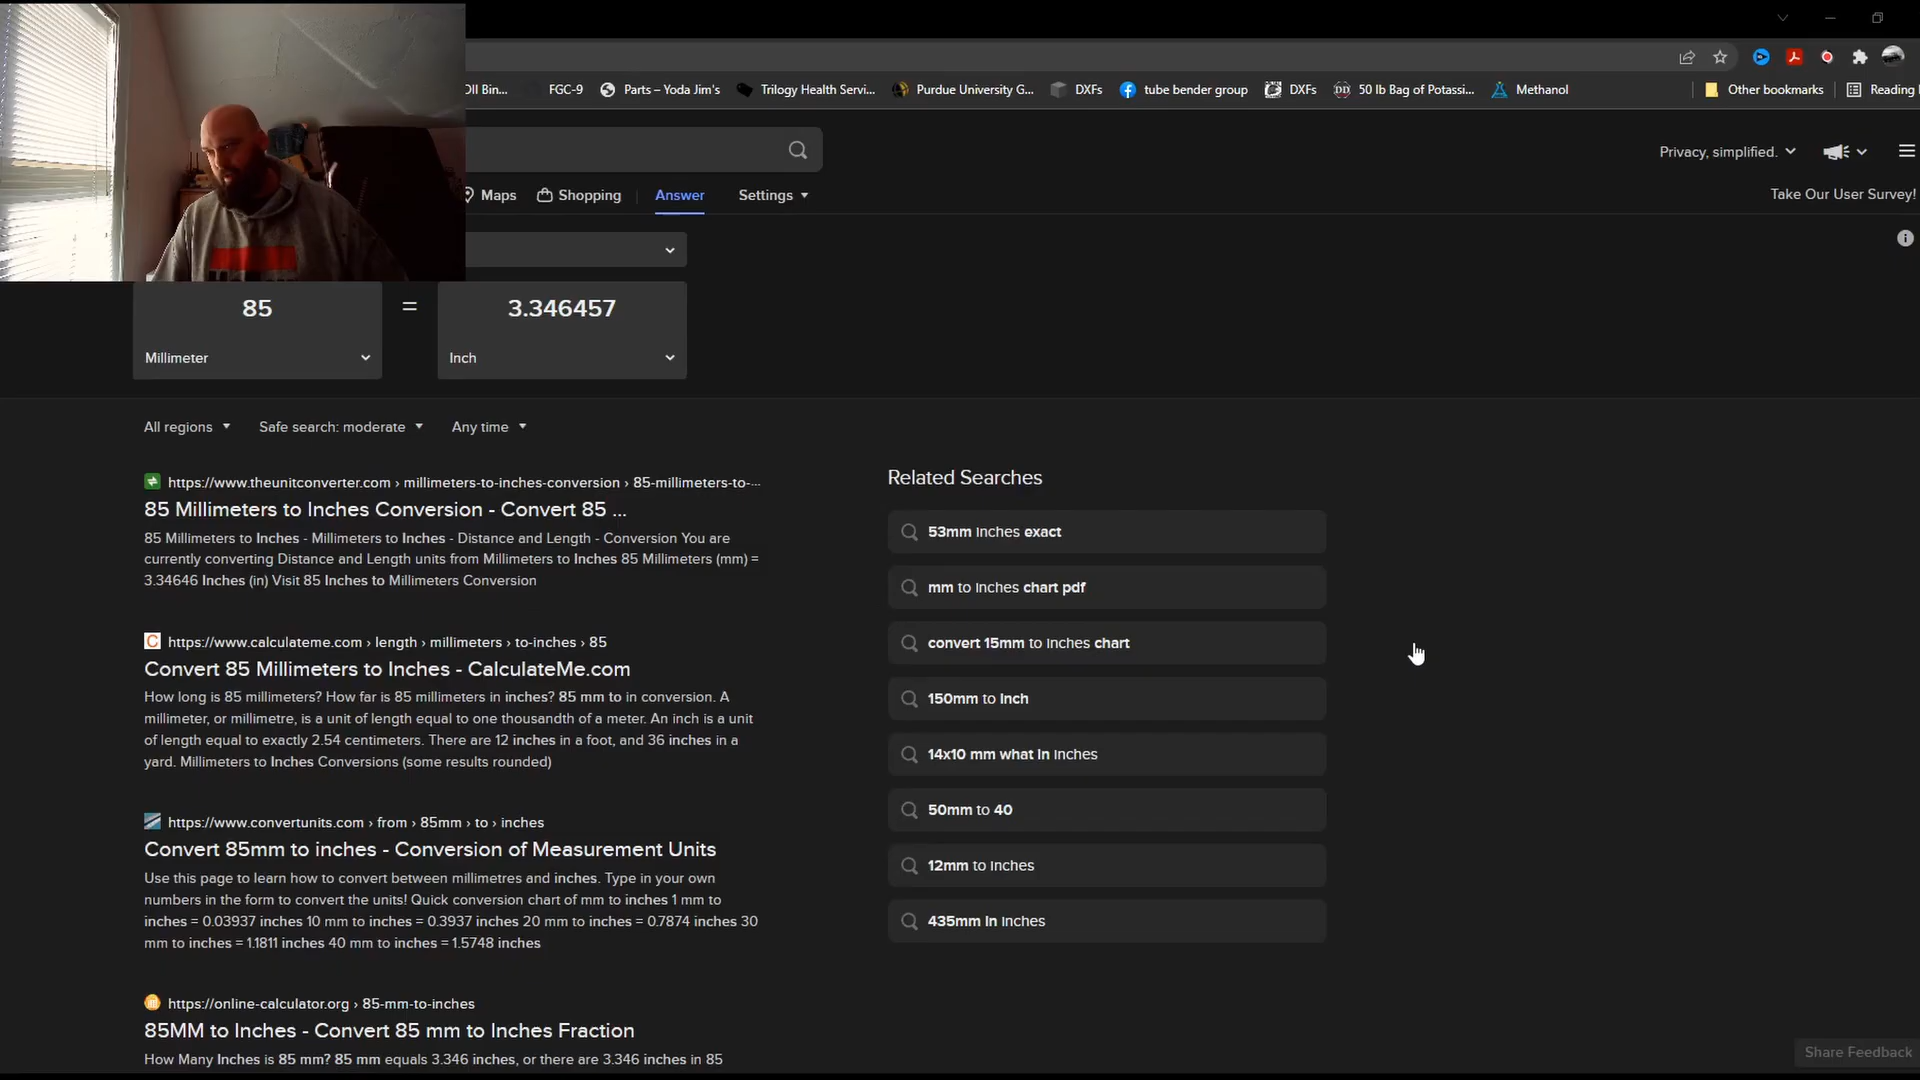 Oll Bin...
FGC-9
Parts – Yoda Jim's
Trilogy Health Servi...
Purdue University G...
DXFs
tube bender group
DXFs
50 lb Bag of Potassi...
Methanol
Other bookmarks
Reading
Privacy, simplified.
Maps
Shopping
Answer
Settings
Take Our User Survey!
85
=
3.346457
Millimeter
Inch
All regions
Safe search: moderate
Any time
https://www.theunitconverter.com › millimeters-to-inches-conversion › 85-millimeters-to-...
85 Millimeters to Inches Conversion - Convert 85 ...
85 Millimeters to Inches - Millimeters to Inches - Distance and Length - Conversion You are
currently converting Distance and Length units from Millimeters to Inches 85 Millimeters (mm) =
3.34646 Inches (in) Visit 85 Inches to Millimeters Conversion
https://www.calculateme.com › length › millimeters › to-inches › 85
Convert 85 Millimeters to Inches - CalculateMe.com
How long is 85 millimeters? How far is 85 millimeters in inches? 85 mm to in conversion. A
millimeter, or millimetre, is a unit of length equal to one thousandth of a meter. An inch is a unit
of length equal to exactly 2.54 centimeters. There are 12 inches in a foot, and 36 inches in a
yard. Millimeters to Inches Conversions (some results rounded)
https://www.convertunits.com › from › 85mm › to › inches
Convert 85mm to inches - Conversion of Measurement Units
Use this page to learn how to convert between millimetres and inches. Type in your own
numbers in the form to convert the units! Quick conversion chart of mm to inches 1 mm to
inches = 0.03937 inches 10 mm to inches = 0.3937 inches 20 mm to inches = 0.7874 inches 30
mm to inches = 1.1811 inches 40 mm to inches = 1.5748 inches
https://online-calculator.org › 85-mm-to-inches
85MM to Inches - Convert 85 mm to Inches Fraction
How Many Inches is 85 mm? 85 mm equals 3.346 inches, or there are 3.346 inches in 85
Related Searches
53mm inches exact
mm to inches chart pdf
convert 15mm to inches chart
150mm to inch
14x10 mm what in inches
50mm to 40
12mm to inches
435mm in inches
Share Feedback